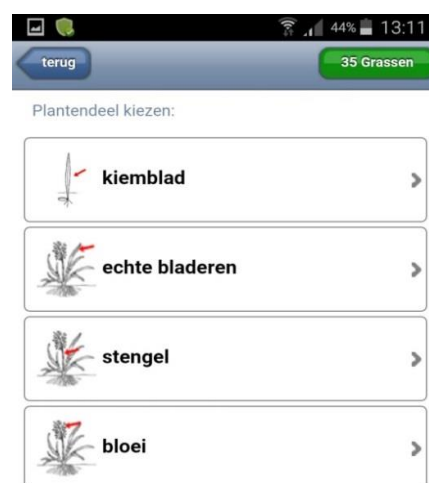 44% 13:11
terug 35 Grassen
Plantendeel kiezen:
kiemblad
echte bladeren
stengel
bloei